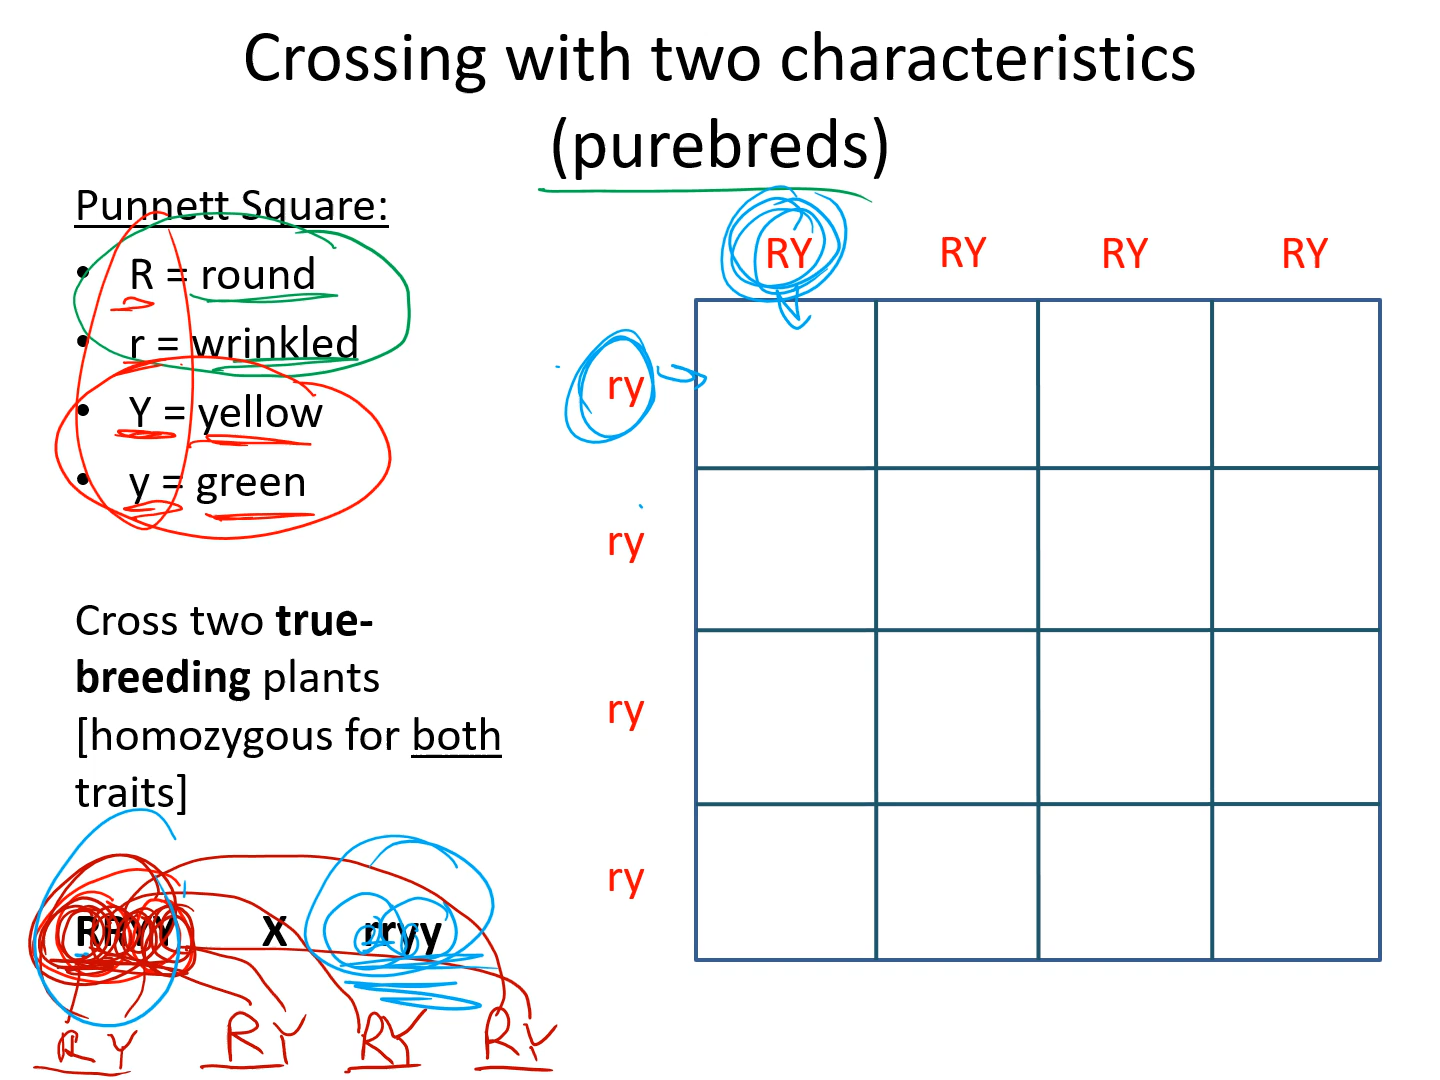 Crossing with two characteristics
(purebreds)
Punnett Square:
• R = round
• r = wrinkled
• Y = yellow
• y = green
Cross two true-
breeding plants
[homozygous for both
traits]
RRYY X rryy
RY RY RY RY
RY RY RY RY
ry
ry
ry
ry